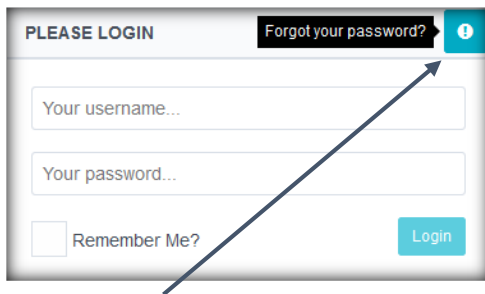 PLEASE LOGIN
Forgot your password?
Your username...
Your password...
Remember Me?
Login